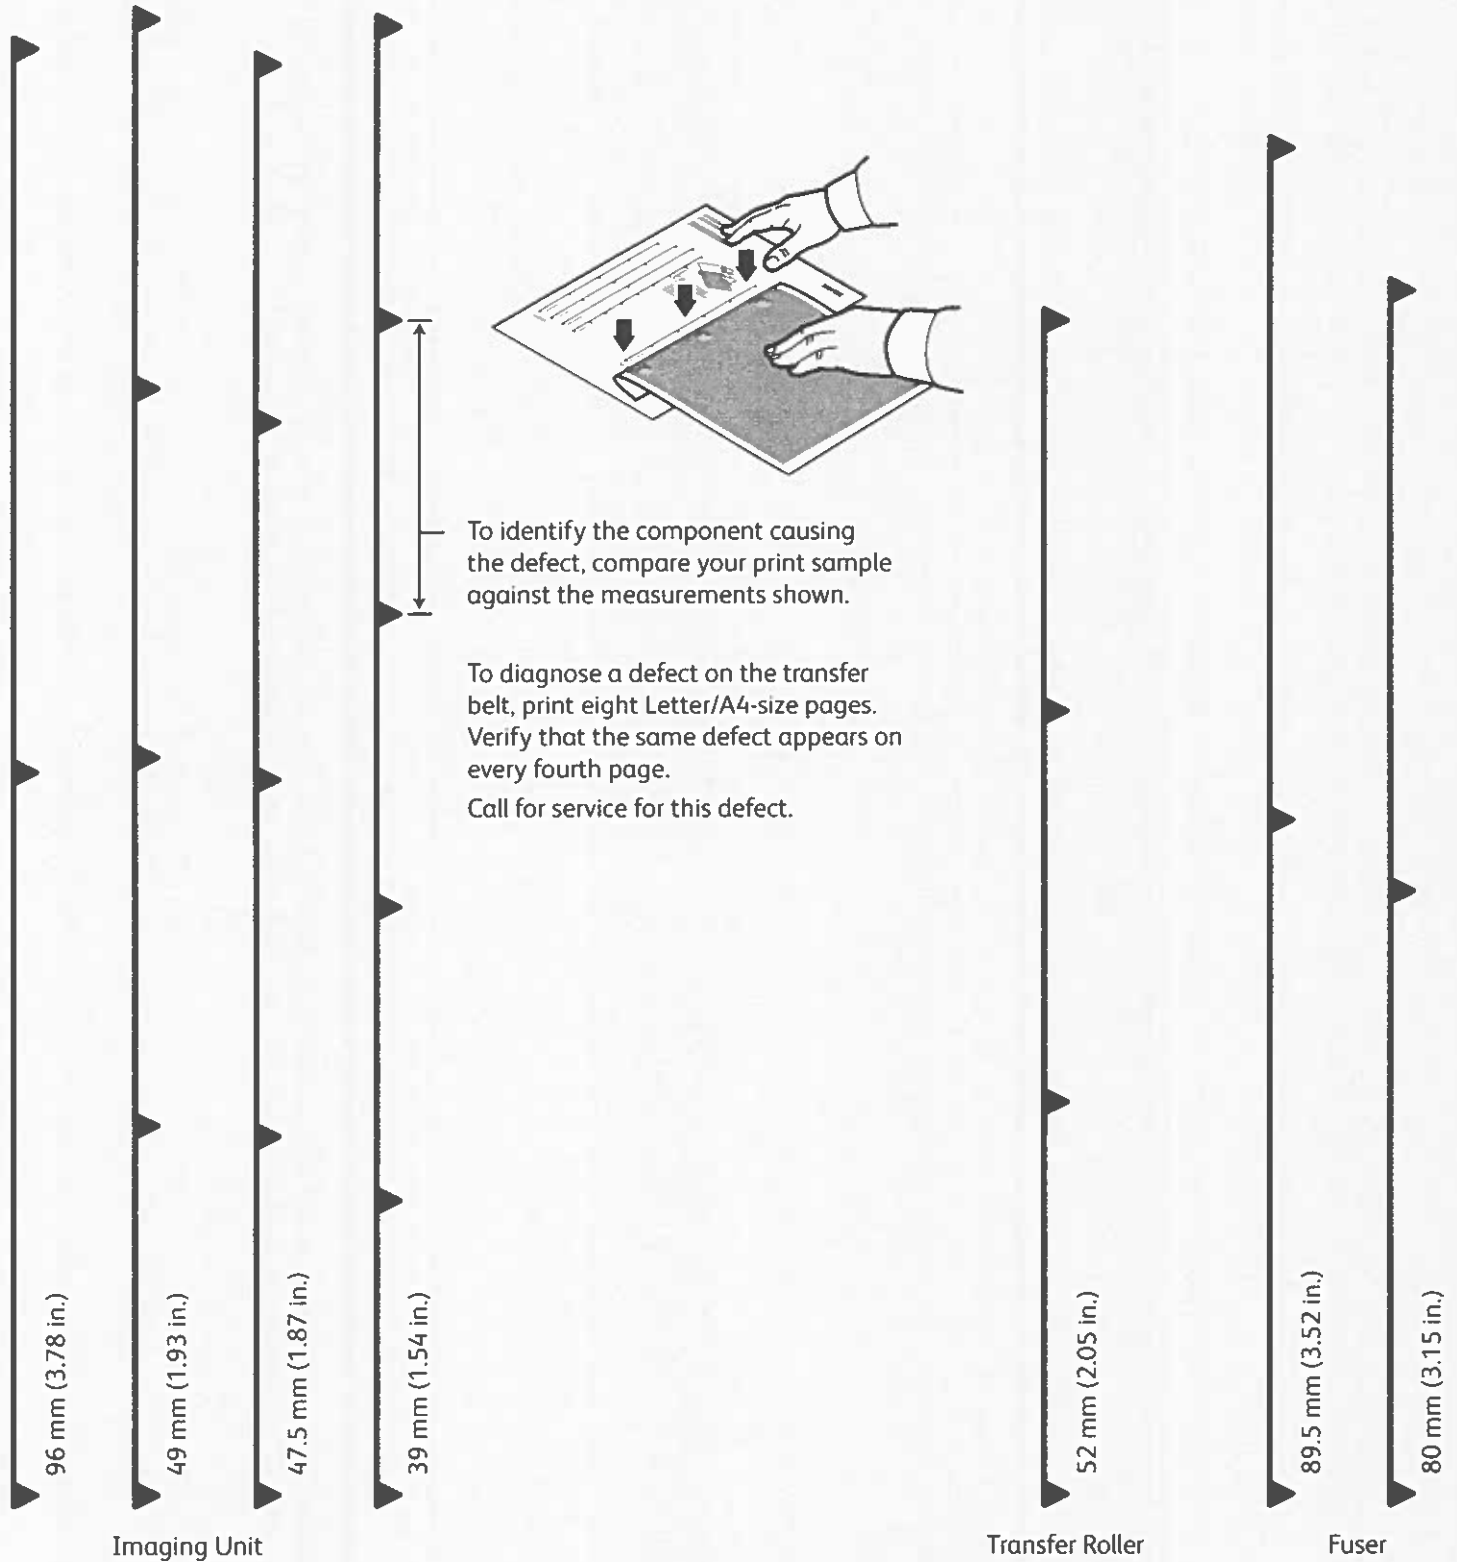 To identify the component causing
the defect, compare your print sample
against the measurements shown.
To diagnose a defect on the transfer
belt, print eight Letter/A4-size pages.
Verify that the same defect appears on
every fourth page.
Call for service for this defect.
96 mm (3.78 in.)
49 mm (1.93 in.)
47.5 mm (1.87 in.)
39 mm (1.54 in.)
52 mm (2.05 in.)
89.5 mm (3.52 in.)
80 mm (3.15 in.)
Imaging Unit
Transfer Roller
Fuser